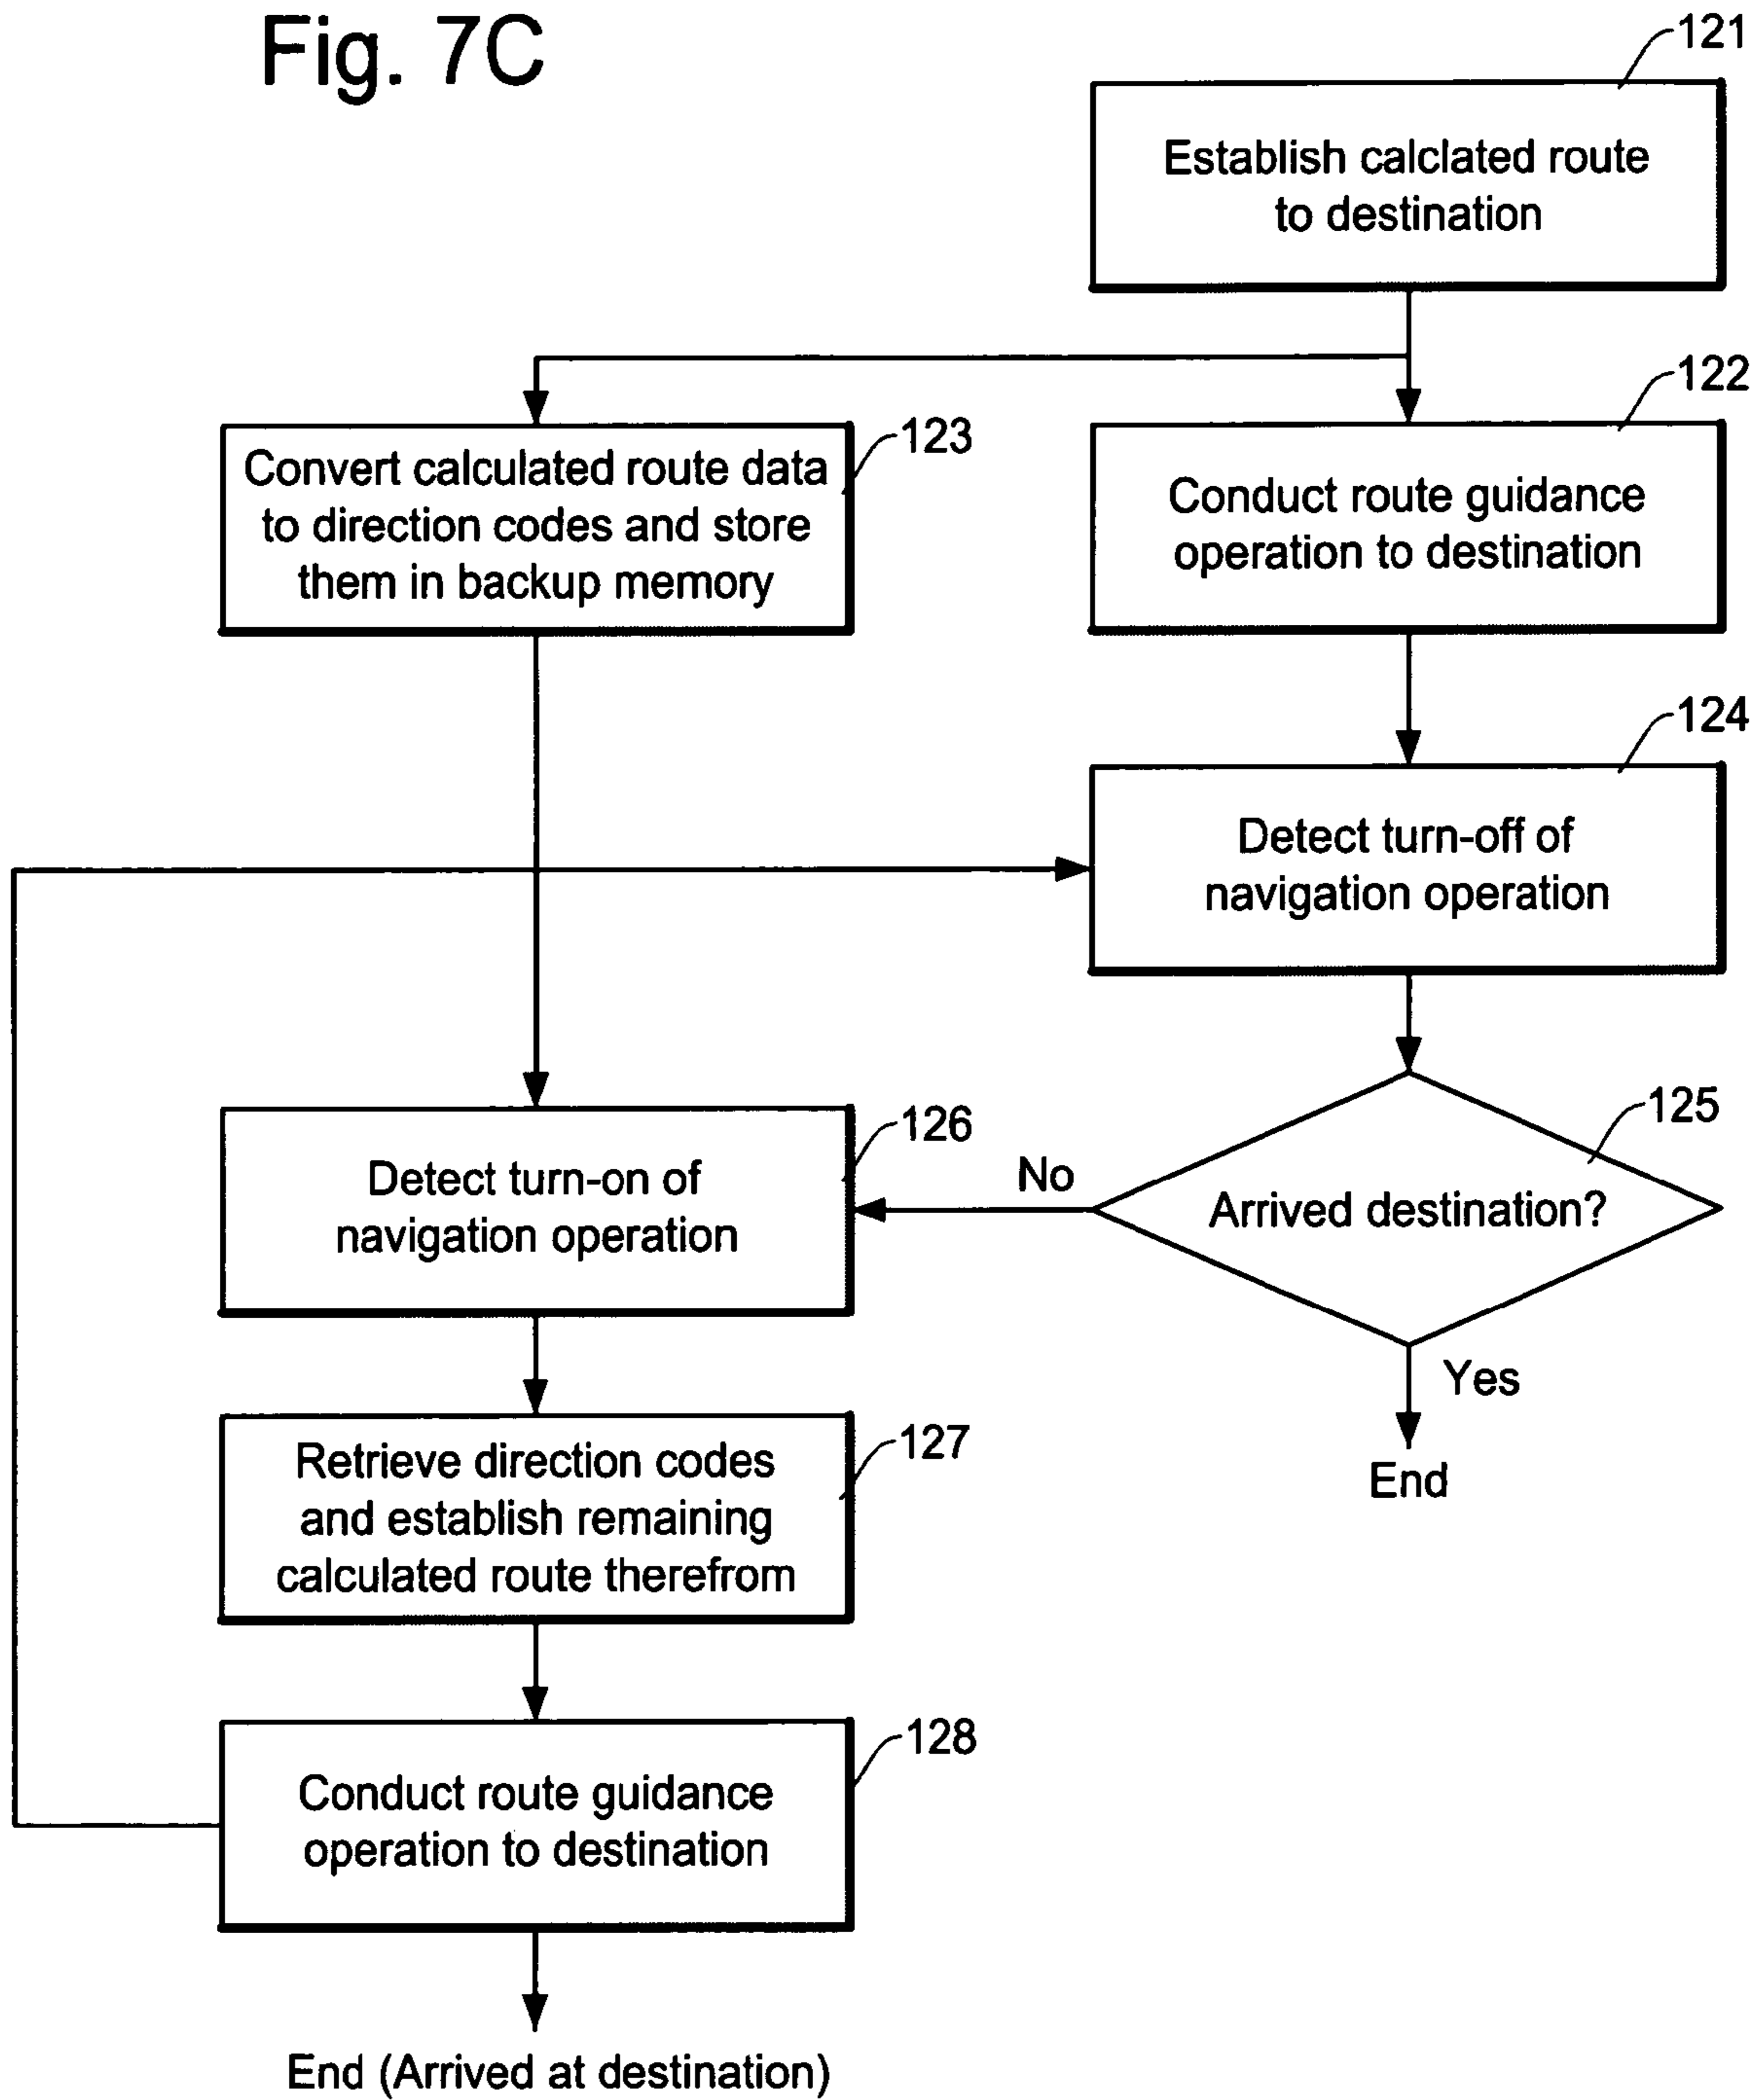 Fig. 7C
121
Establish calclated route
to destination
122
123
Convert calculated route data
to direction codes and store
them in backup memory
Conduct route guidance
operation to destination
124
Detect turn-off of
navigation operation
125
126
No
Detect turn-on of
navigation operation
Arrived destination?
Yes
127
Retrieve direction codes
and establish remaining
calculated route therefrom
End
128
Conduct route guidance
operation to destination
End (Arrived at destination)